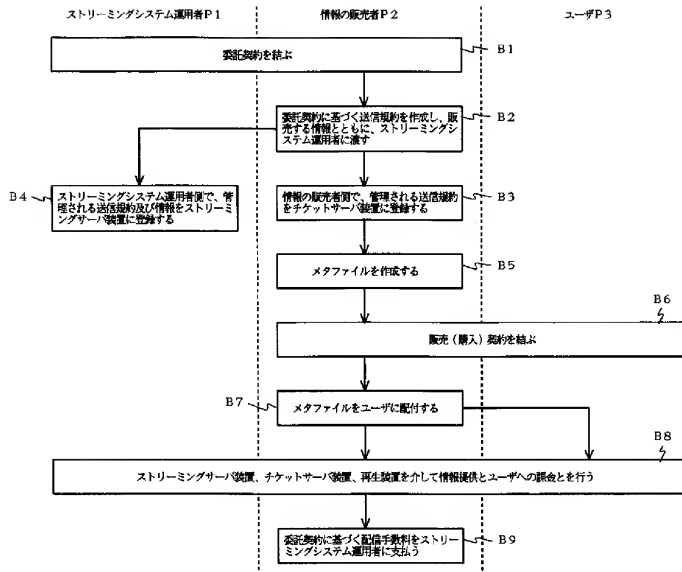 ストリーミングシステム運用者P1
情報の販売者P2
ユーザP3
委託契約を結ぶ
B1
委託契約に基づく送信規約を作成し、販
売する情報とともに、ストリーミングシ
ステム運用者に渡す
B2
B4
ストリーミングシステム運用者側で、管
理される送信規約及び情報をストリーミ
ングサーバ装置に登録する
情報の販売者側で、管理される送信規約
をチケットサーバ装置に登録する
B3
メタファイルを作成する
B5
B6
販売(購入)契約を結ぶ
B7
メタファイルをユーザに配付する
B8
ストリーミングサーバ装置、チケットサーバ装置、再生装置を介して情報提供とユーザへの課金とを行う
委託契約に基づく配信手数料をストリ
ーミングシステム運用者に支払う
B9